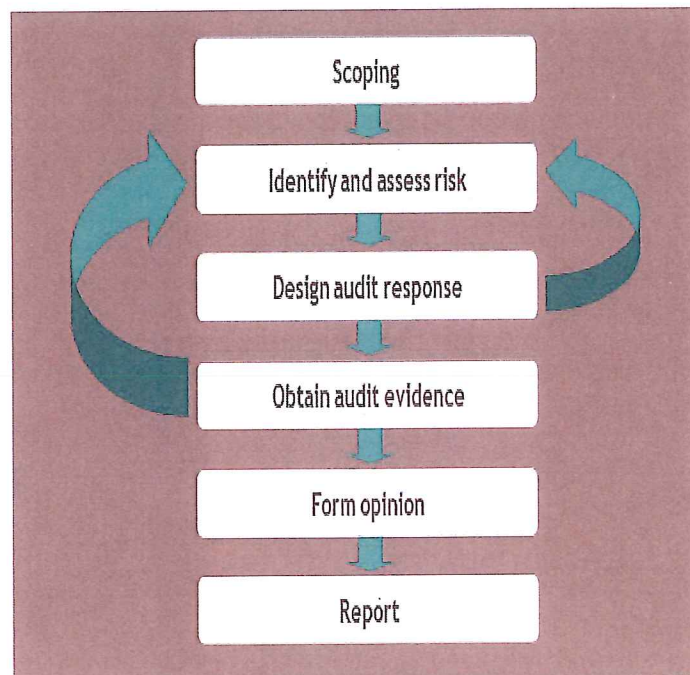 Scoping
Identify and assess risk
Design audit response
Obtain audit evidence
Form opinion
Report